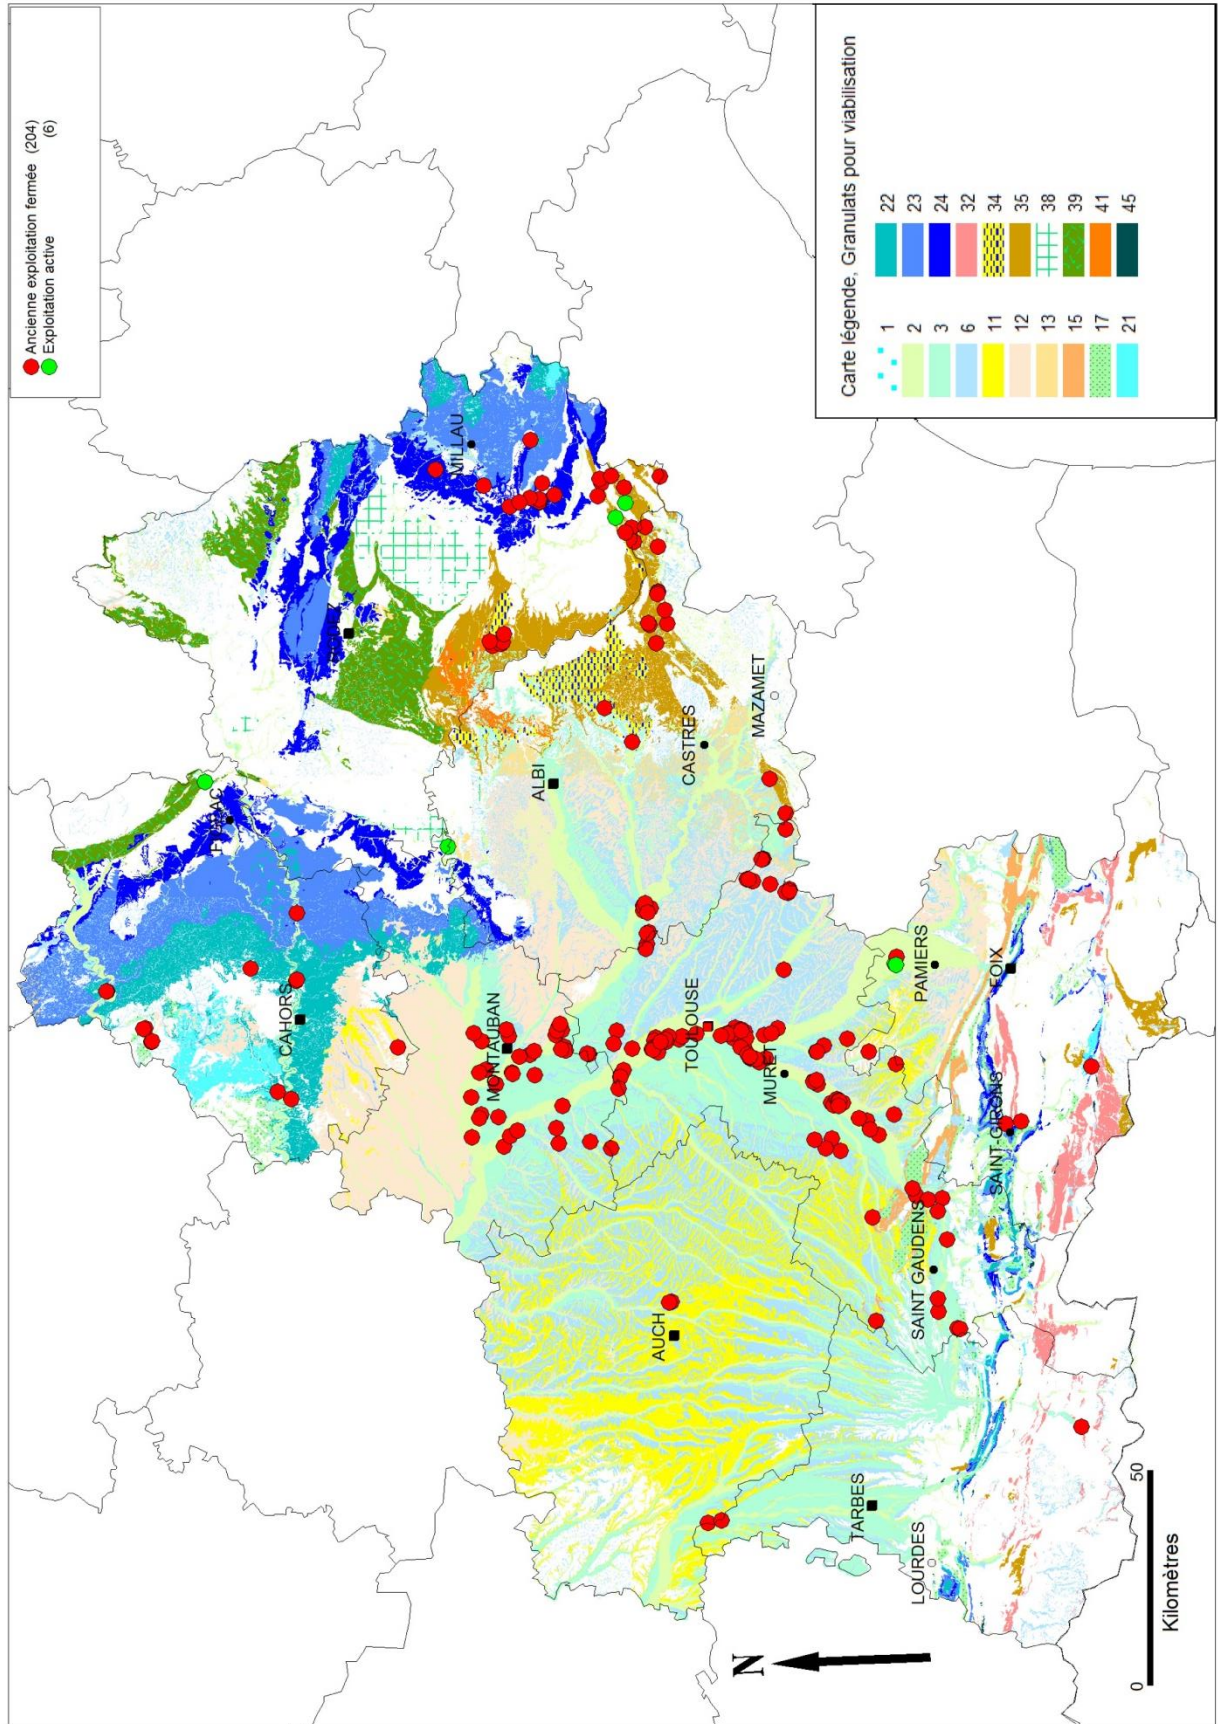 Ancienne exploitation fermée (204)
Exploitation active (6)
FIGEAC
CAHORS
RODEZ
MILLAU
MONTAUBAN
ALBI
CASTRES
MAZAMET
AUCH
TOULOUSE
MURET
TARBES
LOURDES
SAINT GAUDENS
PAMIERS
SAINT-GIRONS
FOIX
N
0
50
Kilomètres
Carte légende, Granulats pour viabilisation
1
2
3
6
11
12
13
15
17
21
22
23
24
32
34
35
38
39
41
45